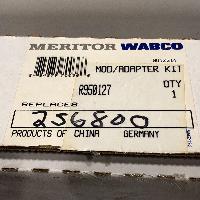 MERITOR WABCO
MOD/ADAPTER KIT
R950127
QTY
1
REPLACES
256800
PRODUCTS OF CHINA GERMANY